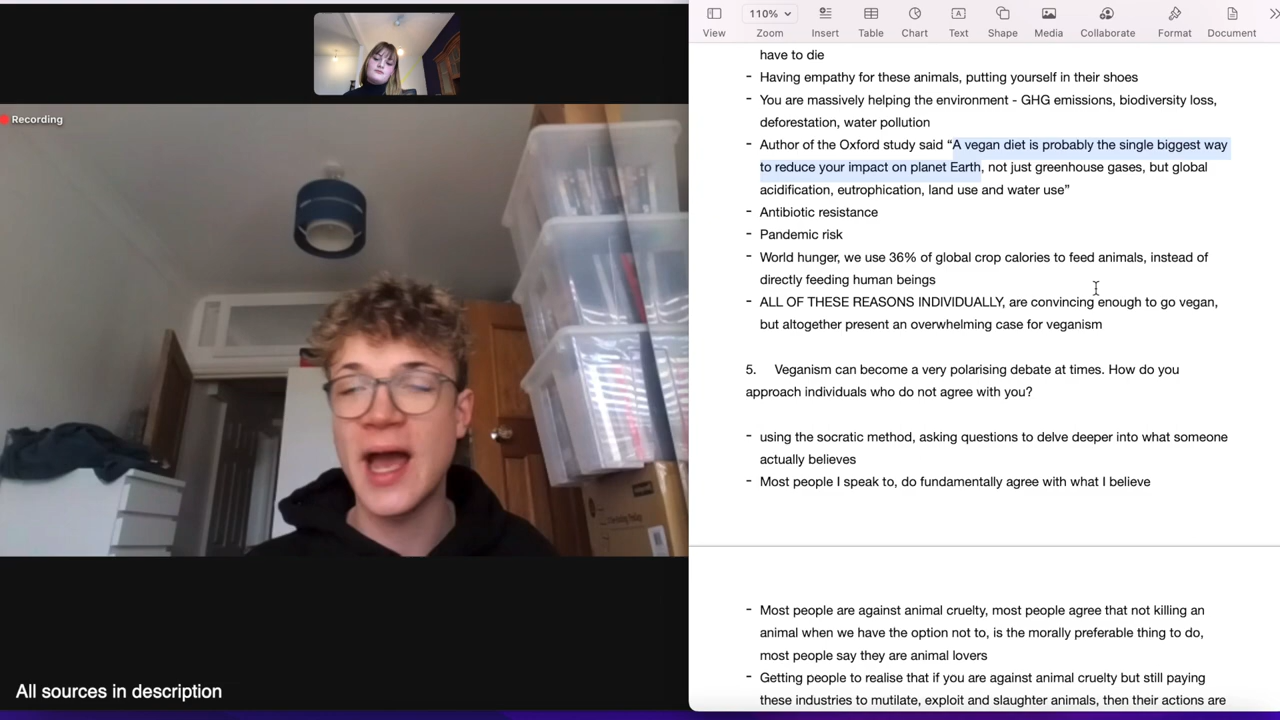 Recording
All sources in description
110%
View
Zoom
Insert
Table
Chart
Text
Shape
Media
Collaborate
Format
Document
have to die
- Having empathy for these animals, putting yourself in their shoes
- You are massively helping the environment - GHG emissions, biodiversity loss,
deforestation, water pollution
- Author of the Oxford study said “A vegan diet is probably the single biggest way
to reduce your impact on planet Earth, not just greenhouse gases, but global
acidification, eutrophication, land use and water use”
- Antibiotic resistance
- Pandemic risk
- World hunger, we use 36% of global crop calories to feed animals, instead of
directly feeding human beings
- ALL OF THESE REASONS INDIVIDUALLY, are convincing enough to go vegan,
but altogether present an overwhelming case for veganism
5. Veganism can become a very polarising debate at times. How do you
approach individuals who do not agree with you?
- using the socratic method, asking questions to delve deeper into what someone
actually believes
- Most people I speak to, do fundamentally agree with what I believe
- Most people are against animal cruelty, most people agree that not killing an
animal when we have the option not to, is the morally preferable thing to do,
most people say they are animal lovers
- Getting people to realise that if you are against animal cruelty but still paying
these industries to mutilate, exploit and slaughter animals, then their actions are